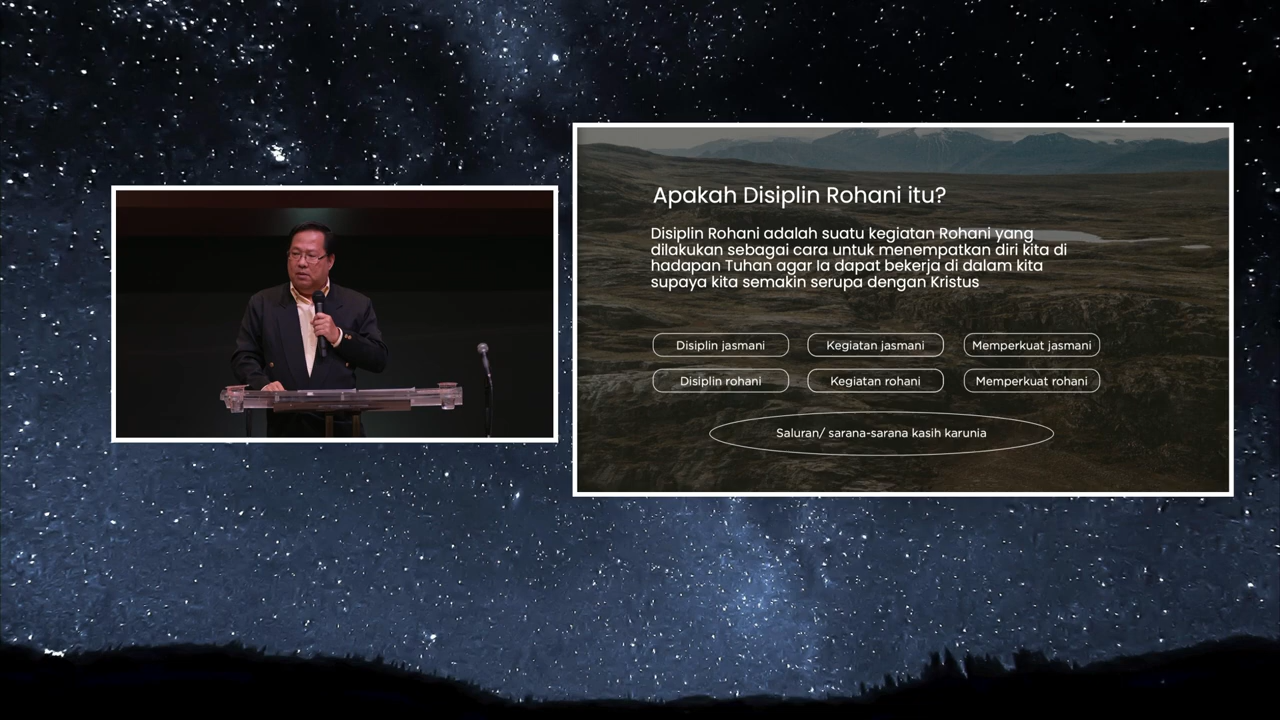 Apakah Disiplin Rohani itu?
Disiplin Rohani adalah suatu kegiatan Rohani yang
dilakukan sebagai cara untuk menempatkan diri kita di
hadapan Tuhan agar Ia dapat bekerja di dalam kita
supaya kita semakin serupa dengan Kristus
Disiplin jasmani
Kegiatan jasmani
Memperkuat jasmani
Disiplin rohani
Kegiatan rohani
Memperkuat rohani
Saluran/ sarana-sarana kasih karunia